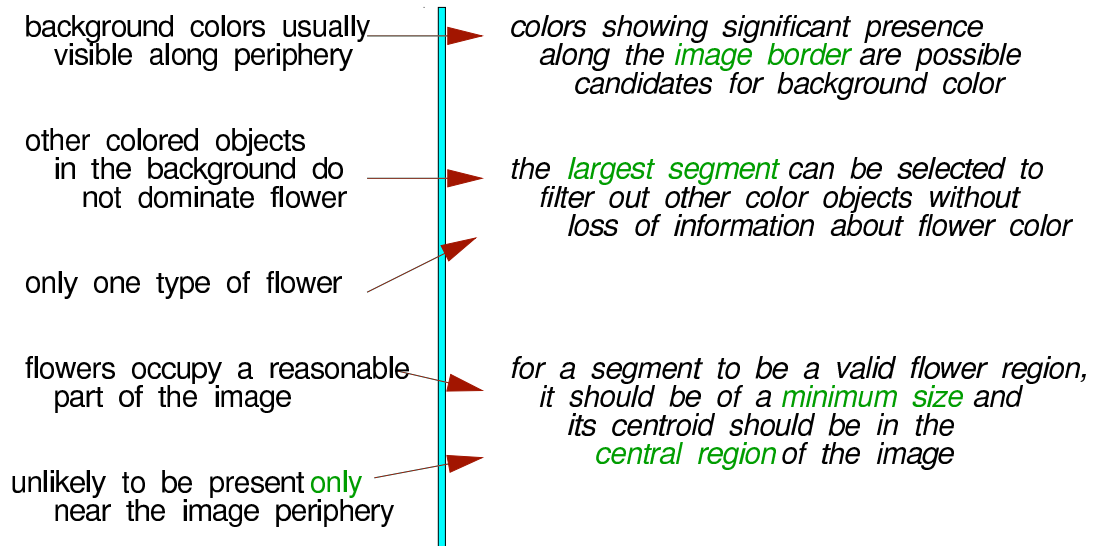 background colors usually
visible along periphery
colors showing significant presence
along the image border are possible
candidates for background color
other colored objects
in the background do
not dominate flower
the largest segment can be selected to
filter out other color objects without
loss of information about flower color
only one type of flower
flowers occupy a reasonable
part of the image
for a segment to be a valid flower region,
it should be of a minimum size and
its centroid should be in the
central region of the image
unlikely to be present only
near the image periphery